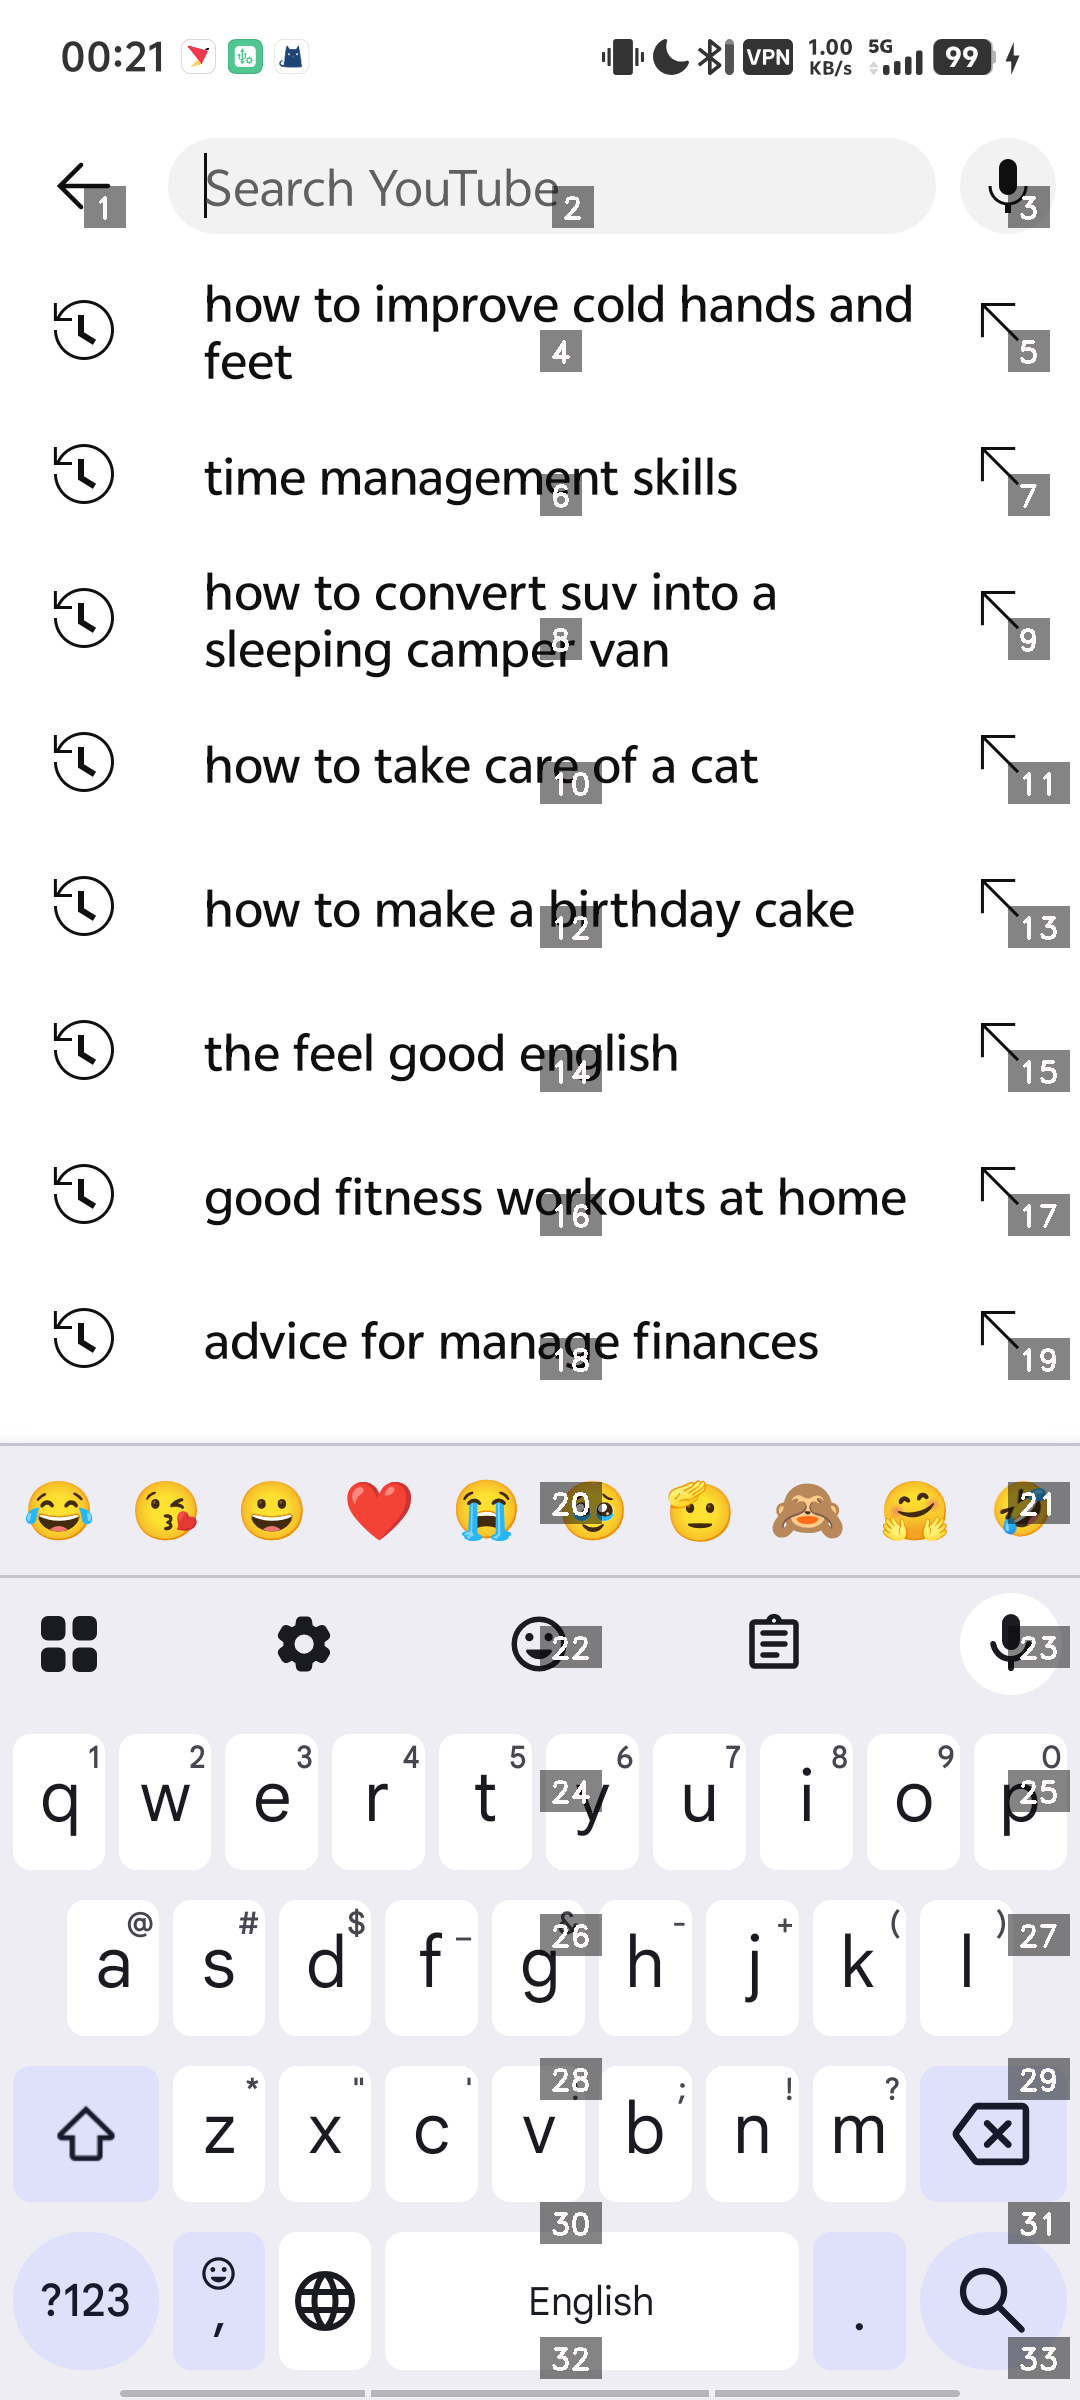 00:21
VPN
1.00
KB/s
5G
99
Search YouTube
1
2
3
how to improve cold hands and
feet
4
5
time management skills
6
7
how to convert suv into a
sleeping camper van
8
9
how to take care of a cat
10
11
how to make a birthday cake
12
13
the feel good english
14
15
good fitness workouts at home
16
17
advice for manage finances
18
19
20
21
22
23
1 2 3 4 5 6 7 8 9 0
q w e r t y u i o p
24
25
@ # $ _ & - + ( )
a s d f g h j k l
26
27
* " ' : ; ! ?
z x c v b n m
28
29
30
31
?123 , English .
32
33